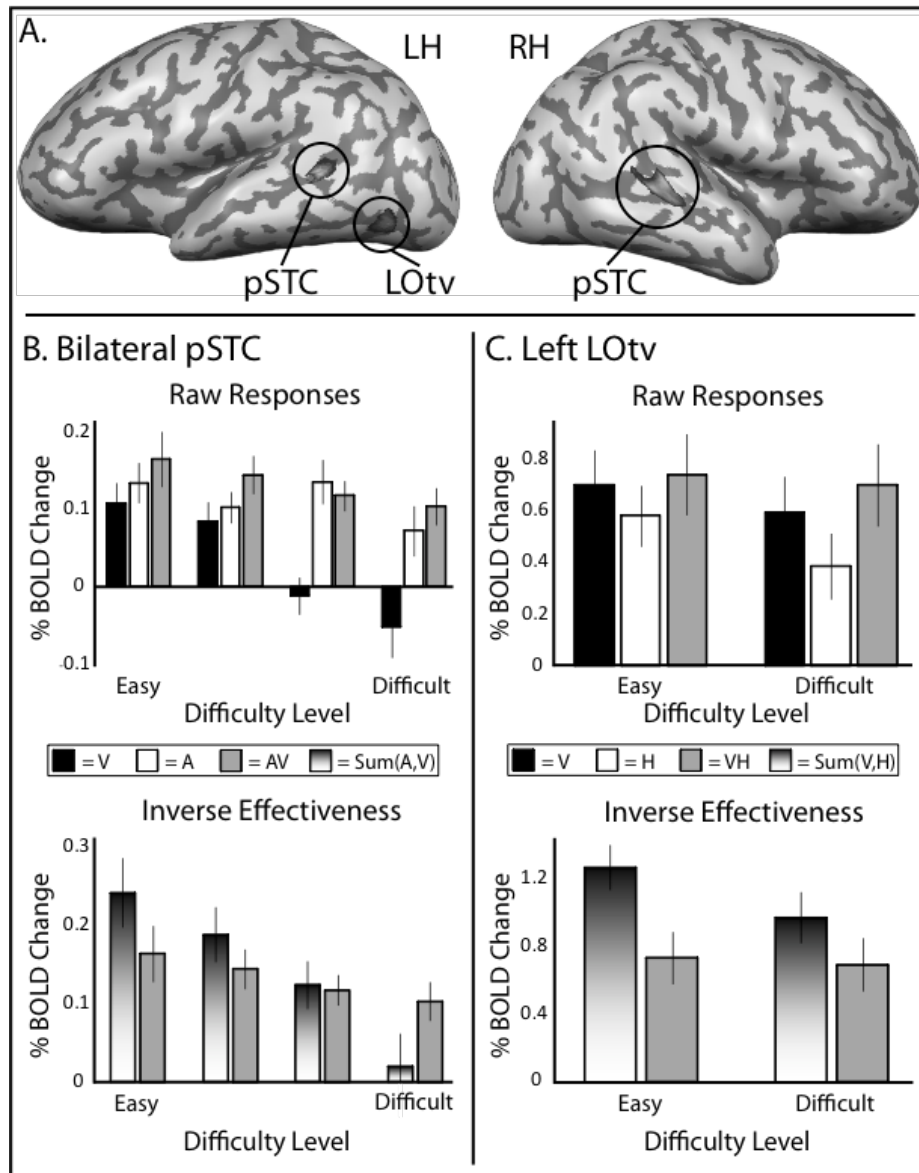 A.
LH RH
pSTC LOtv pSTC
B. Bilateral pSTC
Raw Responses
% BOLD Change
0.2
0.1
0
-0.1
Easy Difficult
Difficulty Level
= V = A = AV = Sum(A,V)
Inverse Effectiveness
% BOLD Change
0.3
0.2
0.1
0
Easy Difficult
Difficulty Level
C. Left LOtv
Raw Responses
% BOLD Change
0.8
0.6
0.4
0.2
0
Easy Difficult
Difficulty Level
= V = H = VH = Sum(V,H)
Inverse Effectiveness
% BOLD Change
1.2
0.8
0.4
0
Easy Difficult
Difficulty Level